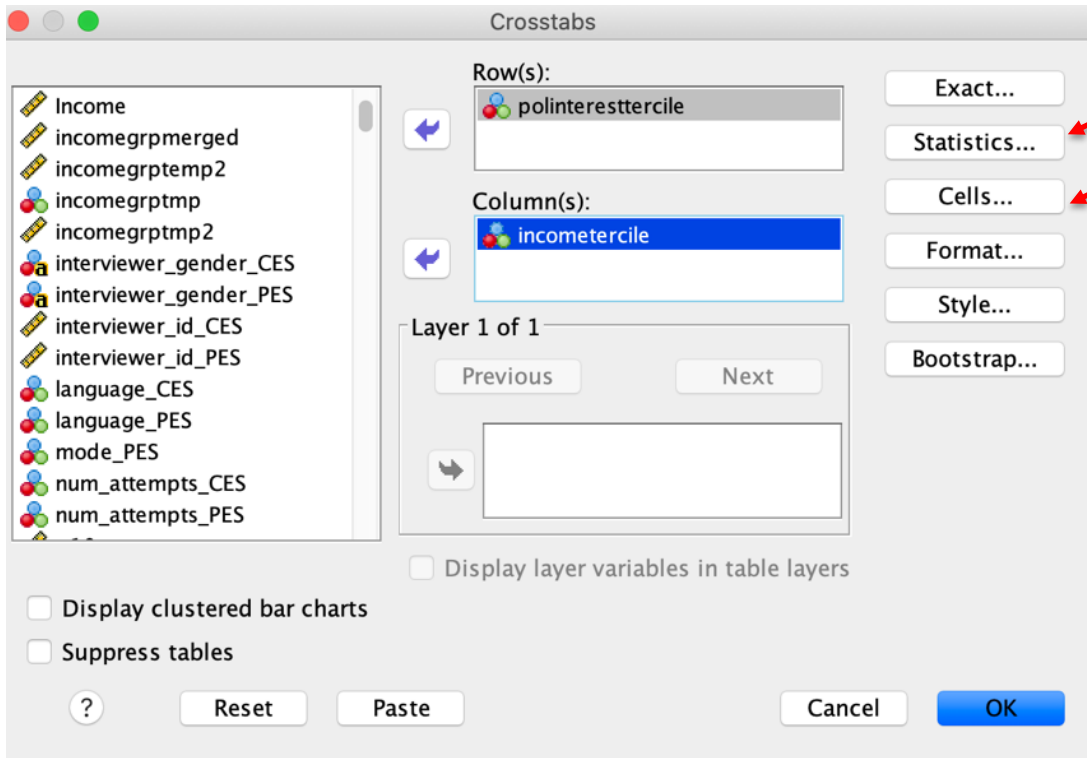 Crosstabs
Income
incomegrpmerged
incomegrptemp2
incomegrptmp
incomegrptmp2
interviewer_gender_CES
interviewer_gender_PES
interviewer_id_CES
interviewer_id_PES
language_CES
language_PES
mode_PES
num_attempts_CES
num_attempts_PES
Row(s):
polinteresttercile
Column(s):
incometercile
Layer 1 of 1
Previous
Next
Display layer variables in table layers
Exact...
Statistics...
Cells...
Format...
Style...
Bootstrap...
Display clustered bar charts
Suppress tables
?
Reset
Paste
Cancel
OK